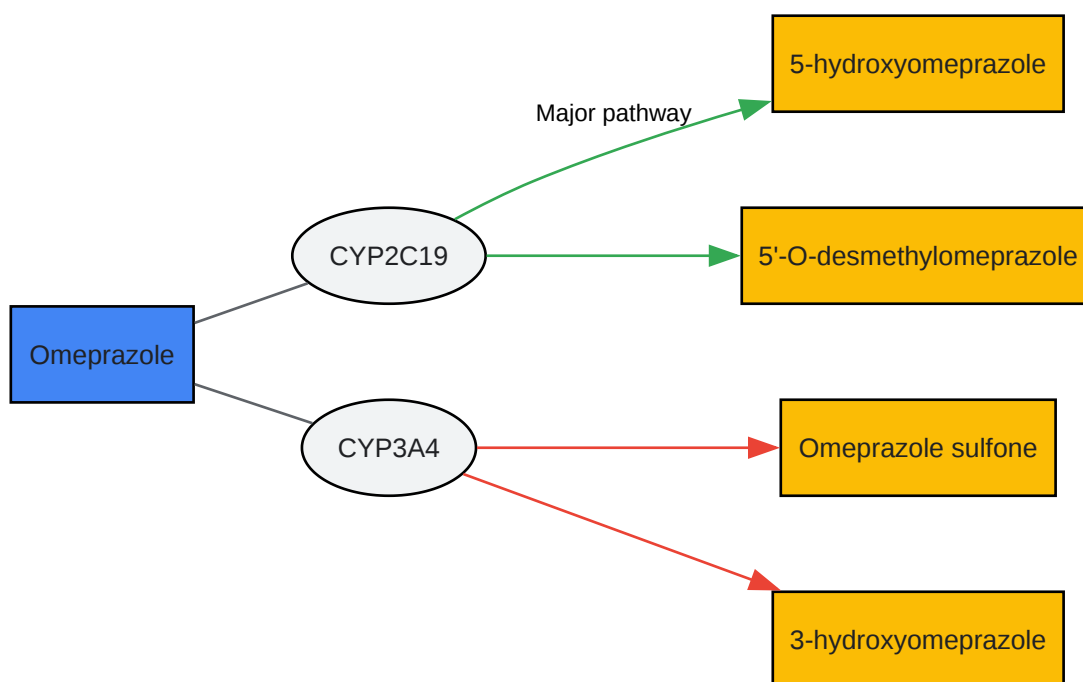 5-hydroxyomeprazole
Major pathway
CYP2C19
5'-O-desmethylomeprazole
Omeprazole
CYP3A4
Omeprazole sulfone
3-hydroxyomeprazole